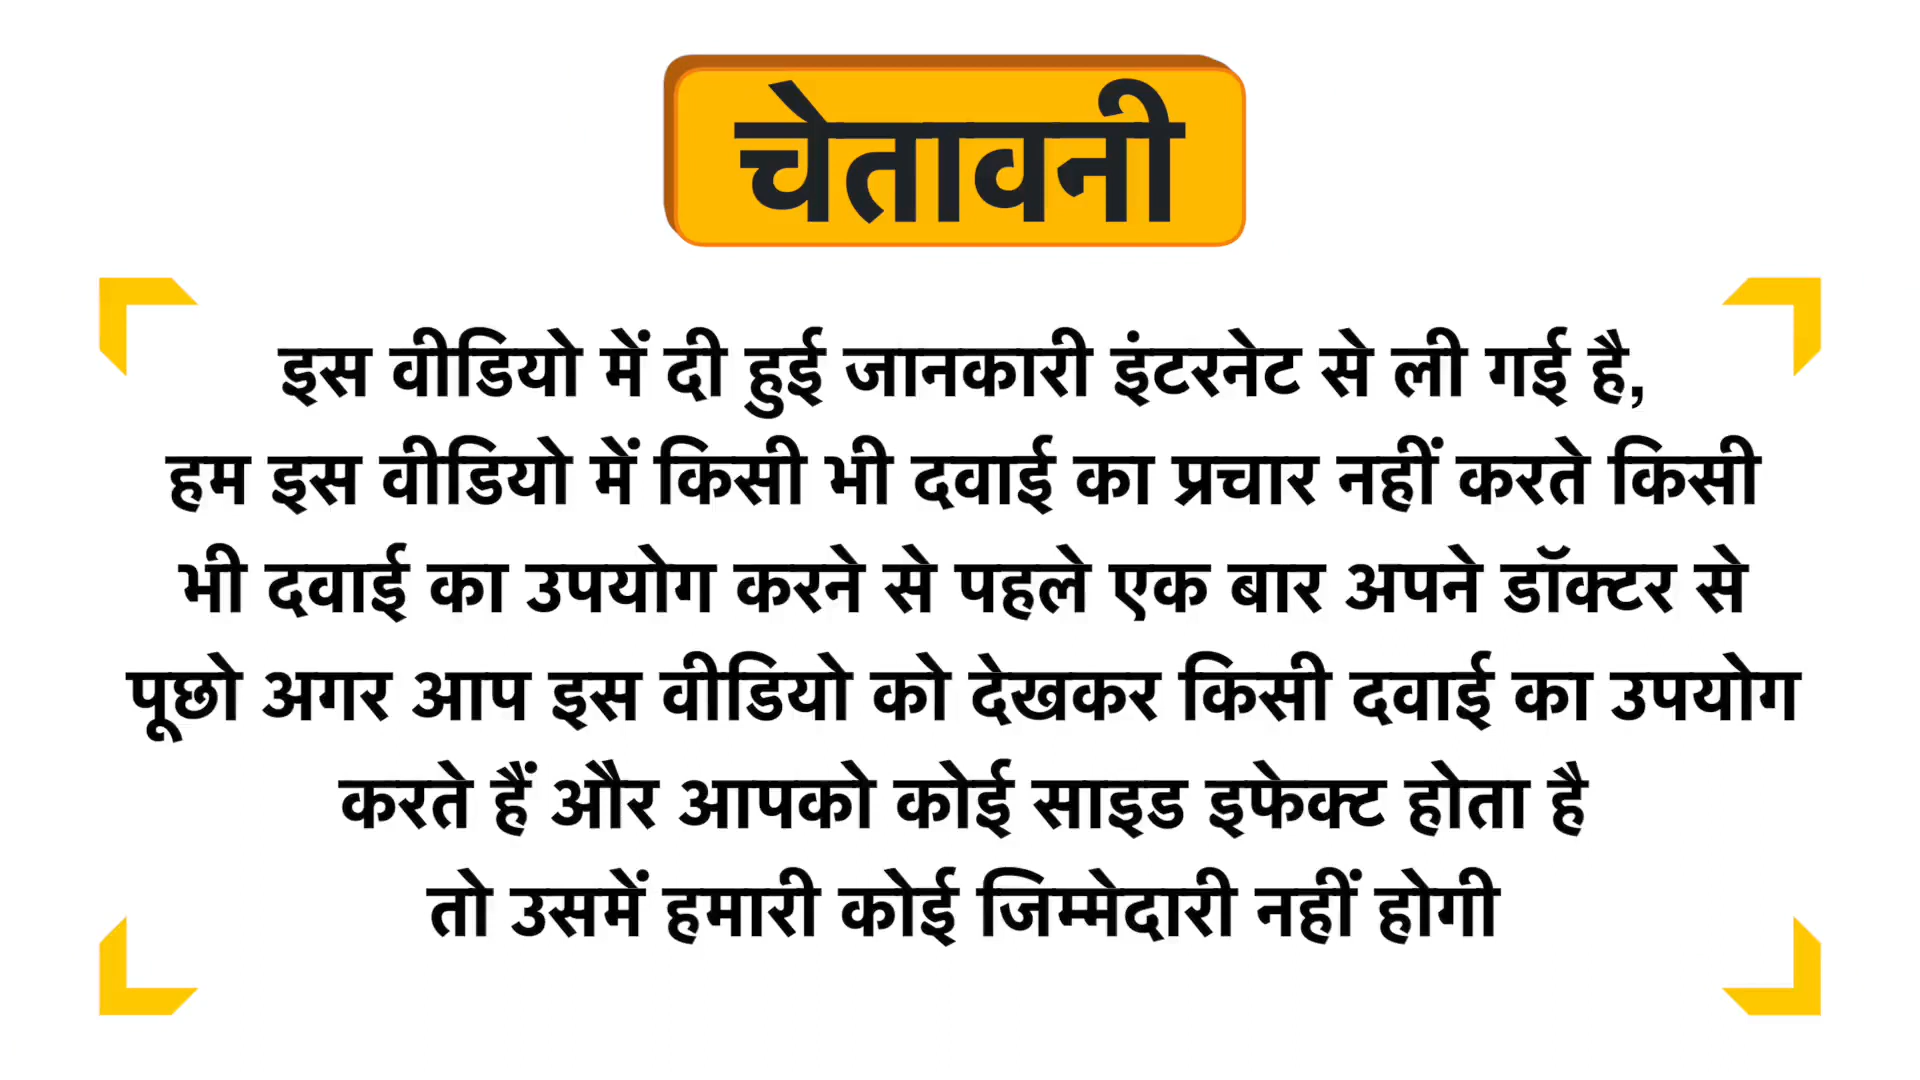 चेतावनी
इस वीडियो में दी हुई जानकारी इंटरनेट से ली गई है,
हम इस वीडियो में किसी भी दवाई का प्रचार नहीं करते किसी
भी दवाई का उपयोग करने से पहले एक बार अपने डॉक्टर से
पूछो अगर आप इस वीडियो को देखकर किसी दवाई का उपयोग
करते हैं और आपको कोई साइड इफेक्ट होता है
तो उसमें हमारी कोई जिम्मेदारी नहीं होगी